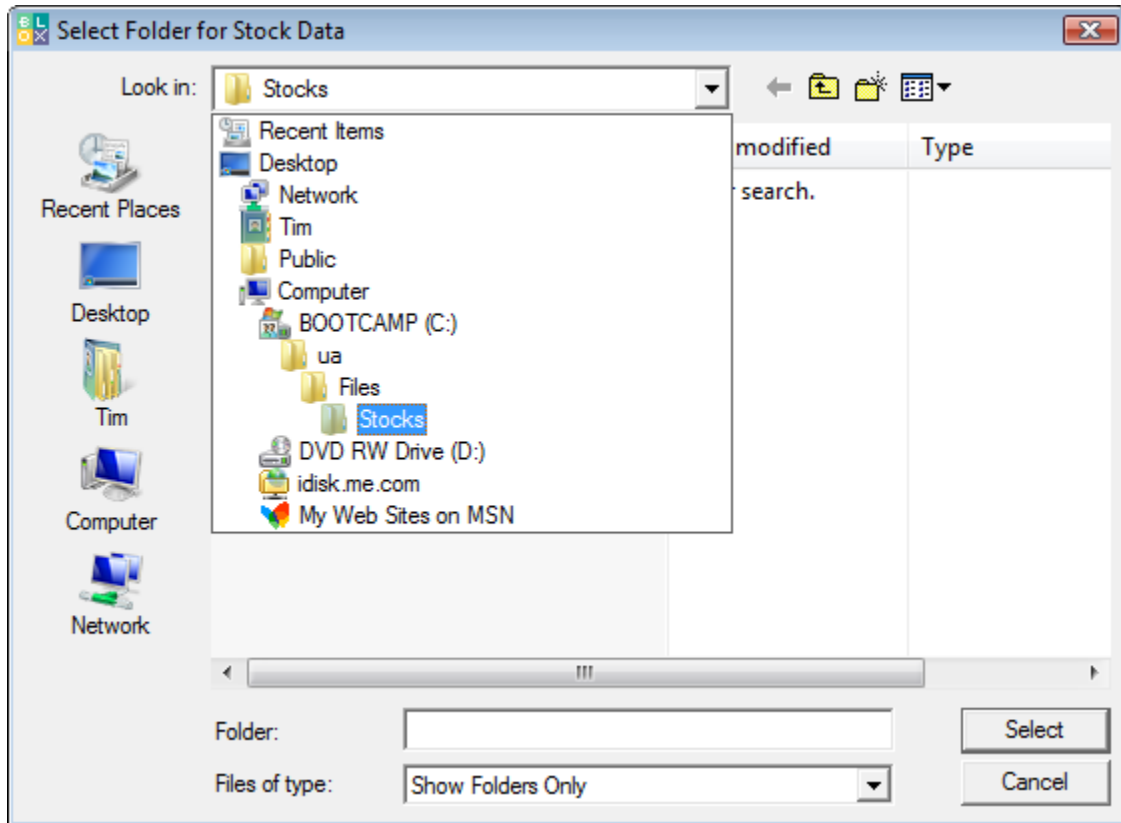 BLOX Select Folder for Stock Data
Look in: Stocks
Recent Items
Desktop
Network
Tim
Public
Computer
BOOTCAMP (C:)
ua
Files
Stocks
DVD RW Drive (D:)
idisk.me.com
My Web Sites on MSN
modified Type
search.
Recent Places
Desktop
Tim
Computer
Network
Folder: Select
Files of type: Show Folders Only Cancel